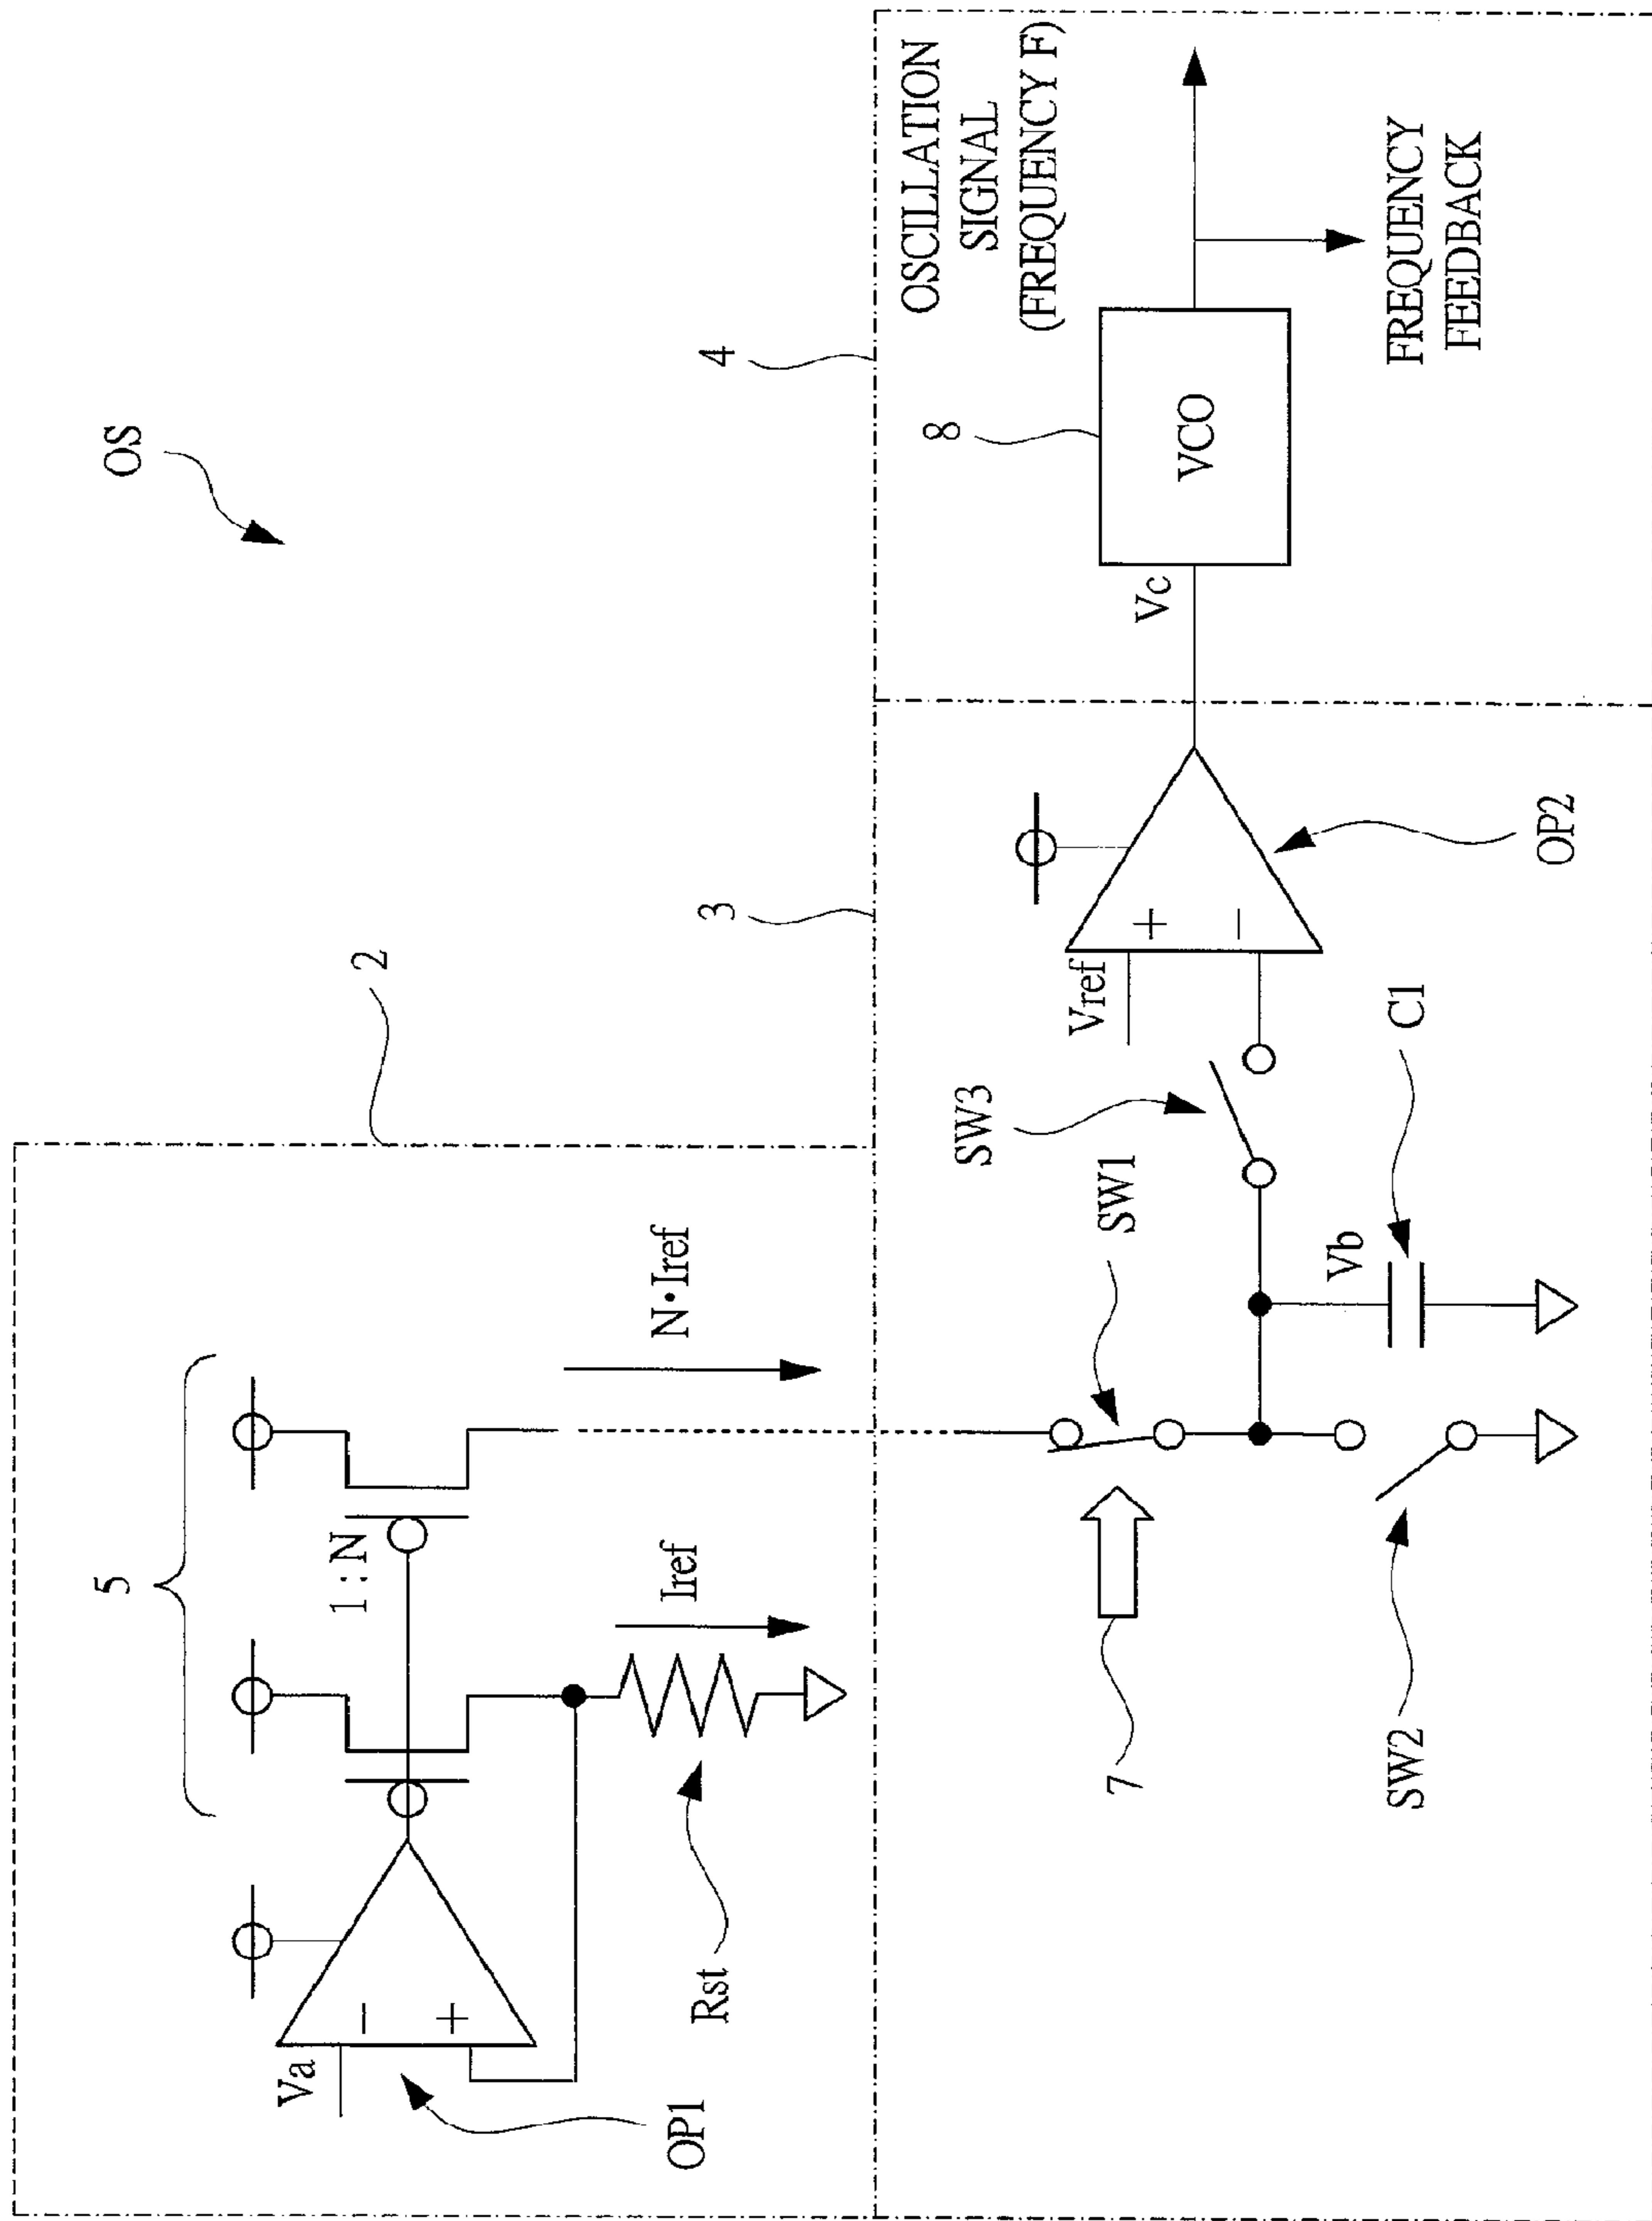 OS
2
5
Va
−
+
OP1
1 : N
Iref
N•Iref
Rst
3
4
7
SW1
SW2
SW3
Vb
C1
Vref
+
−
OP2
Vc
8
VCO
OSCILLATION
SIGNAL
(FREQUENCY F)
FREQUENCY
FEEDBACK